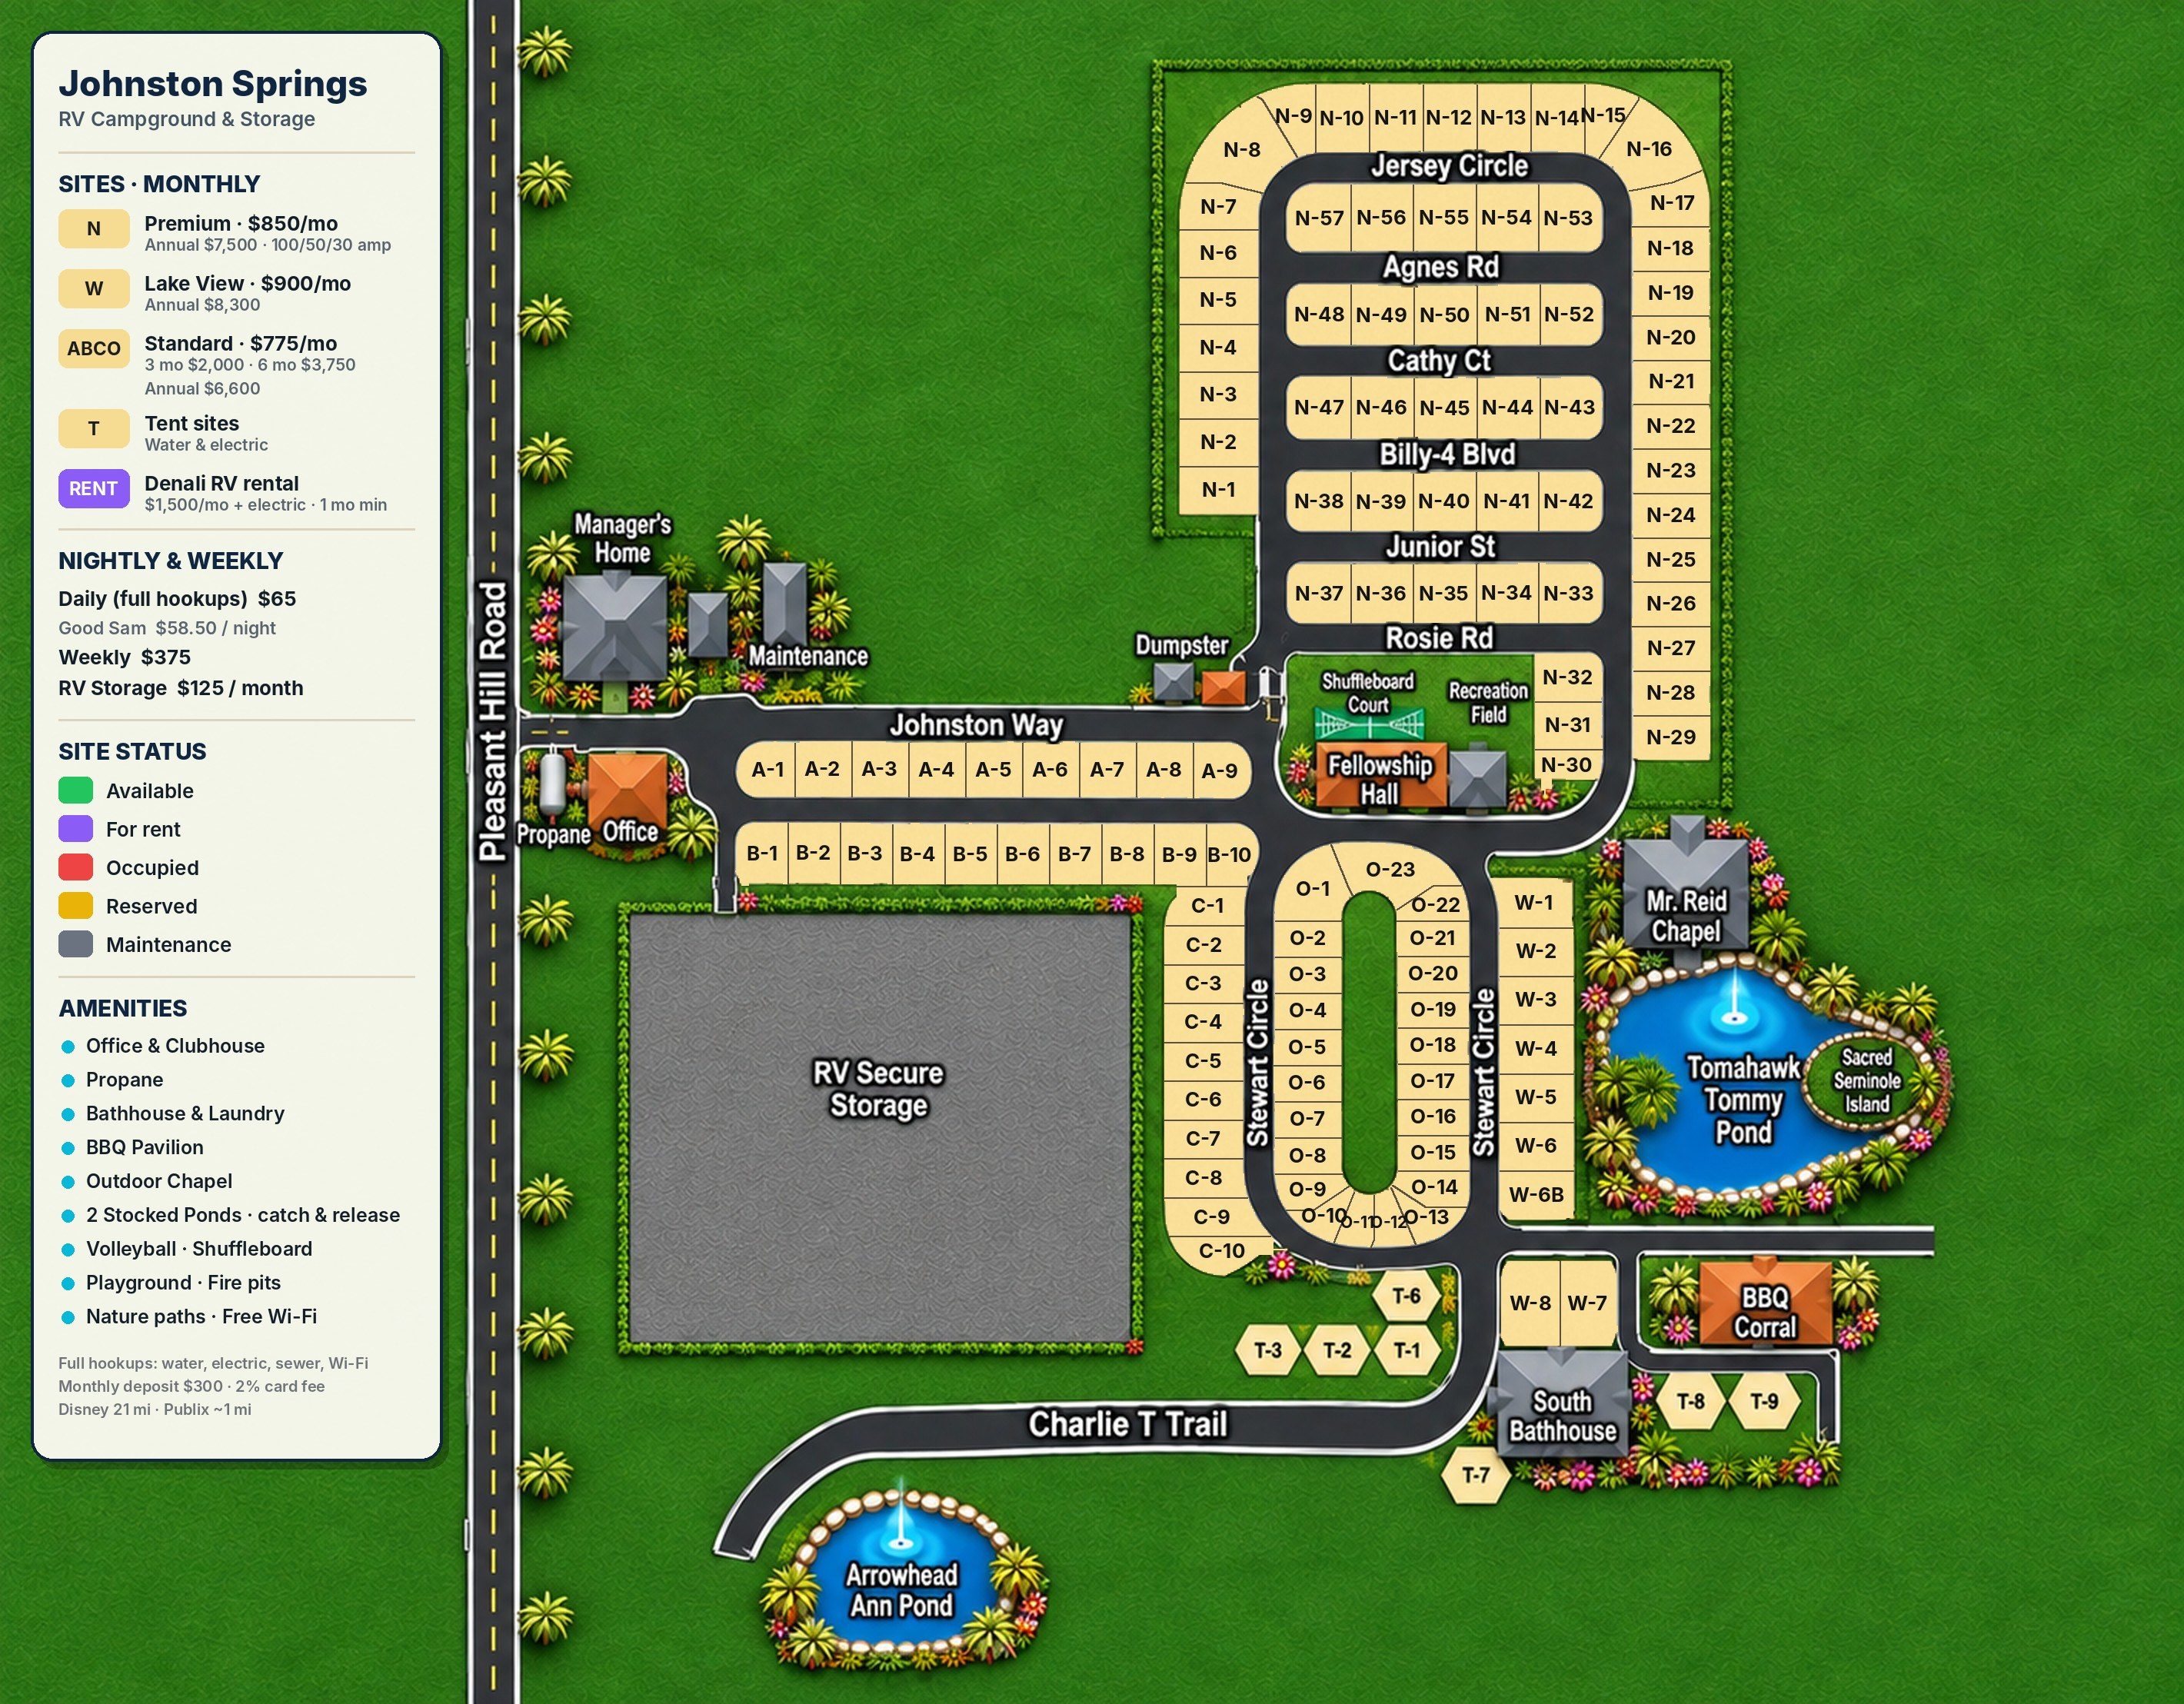 Johnston Springs
RV Campground & Storage
SITES · MONTHLY
N
Premium · $850/mo
Annual $7,500 · 100/50/30 amp
W
Lake View · $900/mo
Annual $8,300
ABCO
Standard · $775/mo
3 mo $2,000 · 6 mo $3,750
Annual $6,600
T
Tent sites
Water & electric
RENT
Denali RV rental
$1,500/mo + electric · 1 mo min
NIGHTLY & WEEKLY
Daily (full hookups) $65
Good Sam $58.50 / night
Weekly $375
RV Storage $125 / month
SITE STATUS
Available
For rent
Occupied
Reserved
Maintenance
AMENITIES
Office & Clubhouse
Propane
Bathhouse & Laundry
BBQ Pavilion
Outdoor Chapel
2 Stocked Ponds · catch & release
Volleyball · Shuffleboard
Playground · Fire pits
Nature paths · Free Wi-Fi
Full hookups: water, electric, sewer, Wi-Fi
Monthly deposit $300 · 2% card fee
Disney 21 mi · Publix ~1 mi
Pleasant Hill Road
Manager's
Home
Maintenance
Propane
Office
Johnston Way
Dumpster
A-1 A-2 A-3 A-4 A-5 A-6 A-7 A-8 A-9
B-1 B-2 B-3 B-4 B-5 B-6 B-7 B-8 B-9 B-10
RV Secure
Storage
N-8
N-9 N-10 N-11 N-12 N-13 N-14 N-15
N-16
Jersey Circle
N-7
N-6
N-5
N-4
N-3
N-2
N-1
N-57 N-56 N-55 N-54 N-53
Agnes Rd
N-48 N-49 N-50 N-51 N-52
Cathy Ct
N-47 N-46 N-45 N-44 N-43
Billy-4 Blvd
N-38 N-39 N-40 N-41 N-42
Junior St
N-37 N-36 N-35 N-34 N-33
Rosie Rd
N-17
N-18
N-19
N-20
N-21
N-22
N-23
N-24
N-25
N-26
N-27
N-28
N-29
Shuffleboard
Court
Recreation
Field
N-32
N-31
N-30
Fellowship
Hall
C-1
C-2
C-3
C-4
C-5
C-6
C-7
C-8
C-9
C-10
Stewart Circle
O-1
O-2
O-3
O-4
O-5
O-6
O-7
O-8
O-9
O-10
O-11
O-12
O-13
O-14
O-15
O-16
O-17
O-18
O-19
O-20
O-21
O-22
O-23
Stewart Circle
W-1
W-2
W-3
W-4
W-5
W-6
W-6B
Mr. Reid
Chapel
Tomahawk
Tommy
Pond
Sacred
Seminole
Island
W-8 W-7
BBQ
Corral
T-6
T-3 T-2 T-1
South
Bathhouse
T-8 T-9
T-7
Charlie T Trail
Arrowhead
Ann Pond